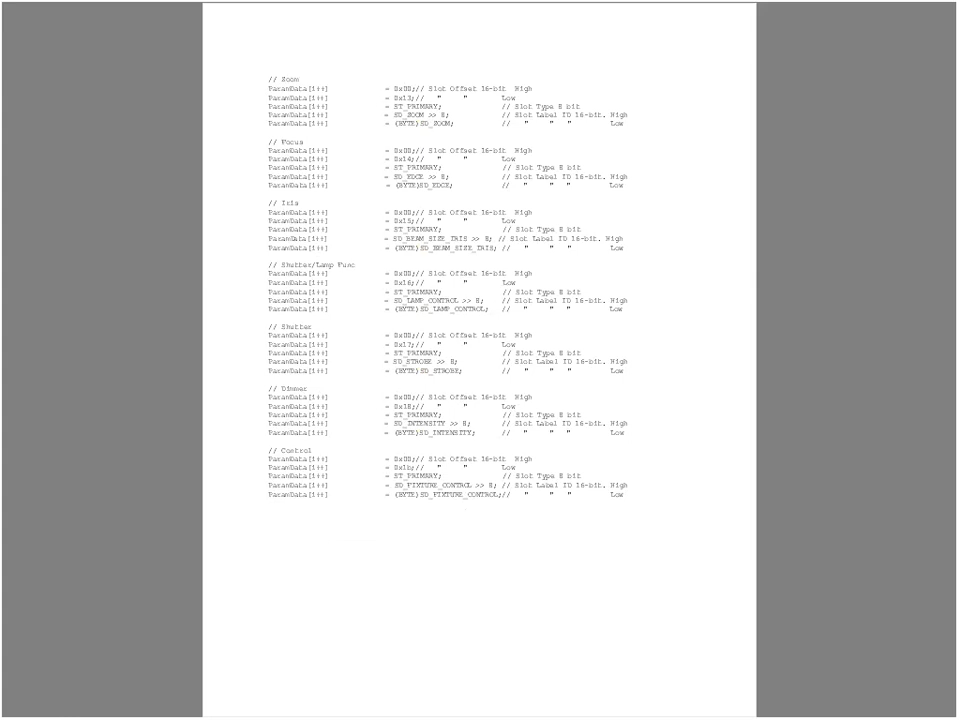 // Zoom
ParamData[i++] = 0x00;// Slot Offset 16-bit High
ParamData[i++] = 0x13;// " " Low
ParamData[i++] = ST_PRIMARY; // Slot Type 8 bit
ParamData[i++] = SD_ZOOM >> 8; // Slot Label ID 16-bit. High
ParamData[i++] = (BYTE)SD_ZOOM; // " " " Low
// Focus
ParamData[i++] = 0x00;// Slot Offset 16-bit High
ParamData[i++] = 0x14;// " " Low
ParamData[i++] = ST_PRIMARY; // Slot Type 8 bit
ParamData[i++] = SD_EDGE >> 8; // Slot Label ID 16-bit. High
ParamData[i++] = (BYTE)SD_EDGE; // " " " Low
// Iris
ParamData[i++] = 0x00;// Slot Offset 16-bit High
ParamData[i++] = 0x15;// " " Low
ParamData[i++] = ST_PRIMARY; // Slot Type 8 bit
ParamData[i++] = SD_BEAM_SIZE_IRIS >> 8; // Slot Label ID 16-bit. High
ParamData[i++] = (BYTE)SD_BEAM_SIZE_IRIS; // " " " Low
// Shutter/Lamp Func
ParamData[i++] = 0x00;// Slot Offset 16-bit High
ParamData[i++] = 0x16;// " " Low
ParamData[i++] = ST_PRIMARY; // Slot Type 8 bit
ParamData[i++] = SD_LAMP_CONTROL >> 8; // Slot Label ID 16-bit. High
ParamData[i++] = (BYTE)SD_LAMP_CONTROL; // " " " Low
// Shutter
ParamData[i++] = 0x00;// Slot Offset 16-bit High
ParamData[i++] = 0x17;// " " Low
ParamData[i++] = ST_PRIMARY; // Slot Type 8 bit
ParamData[i++] = SD_STROBE >> 8; // Slot Label ID 16-bit. High
ParamData[i++] = (BYTE)SD_STROBE; // " " " Low
// Dimmer
ParamData[i++] = 0x00;// Slot Offset 16-bit High
ParamData[i++] = 0x18;// " " Low
ParamData[i++] = ST_PRIMARY; // Slot Type 8 bit
ParamData[i++] = SD_INTENSITY >> 8; // Slot Label ID 16-bit. High
ParamData[i++] = (BYTE)SD_INTENSITY; // " " " Low
// Control
ParamData[i++] = 0x00;// Slot Offset 16-bit High
ParamData[i++] = 0x1b;// " " Low
ParamData[i++] = ST_PRIMARY; // Slot Type 8 bit
ParamData[i++] = SD_FIXTURE_CONTROL >> 8; // Slot Label ID 16-bit. High
ParamData[i++] = (BYTE)SD_FIXTURE_CONTROL;// " " " Low